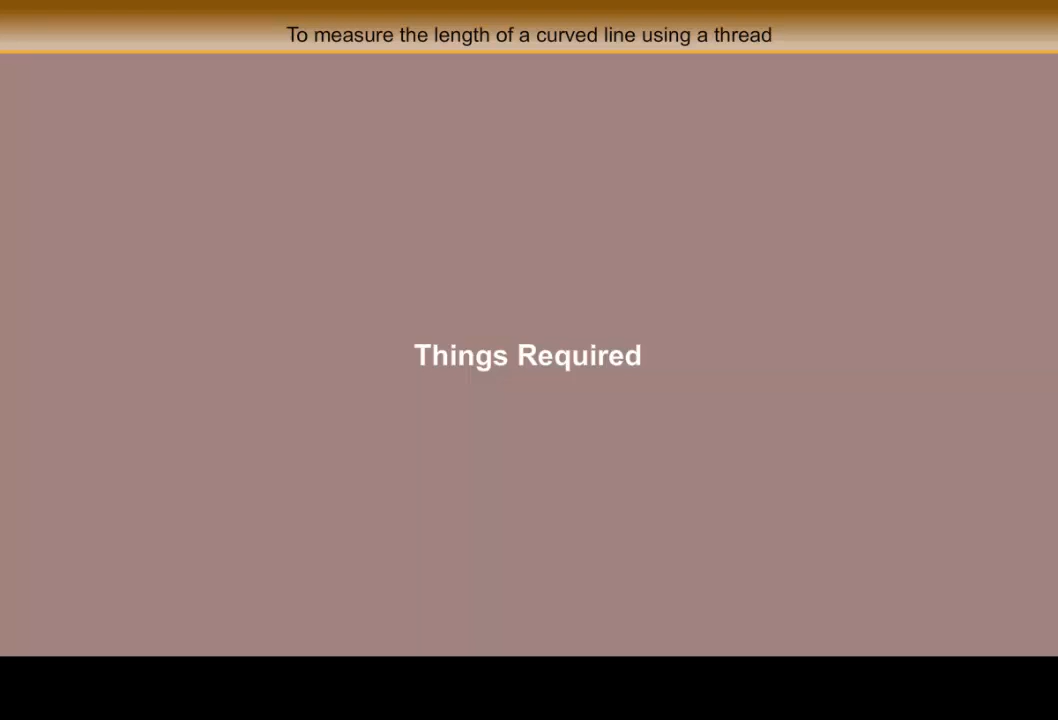 To measure the length of a curved line using a thread
Things Required